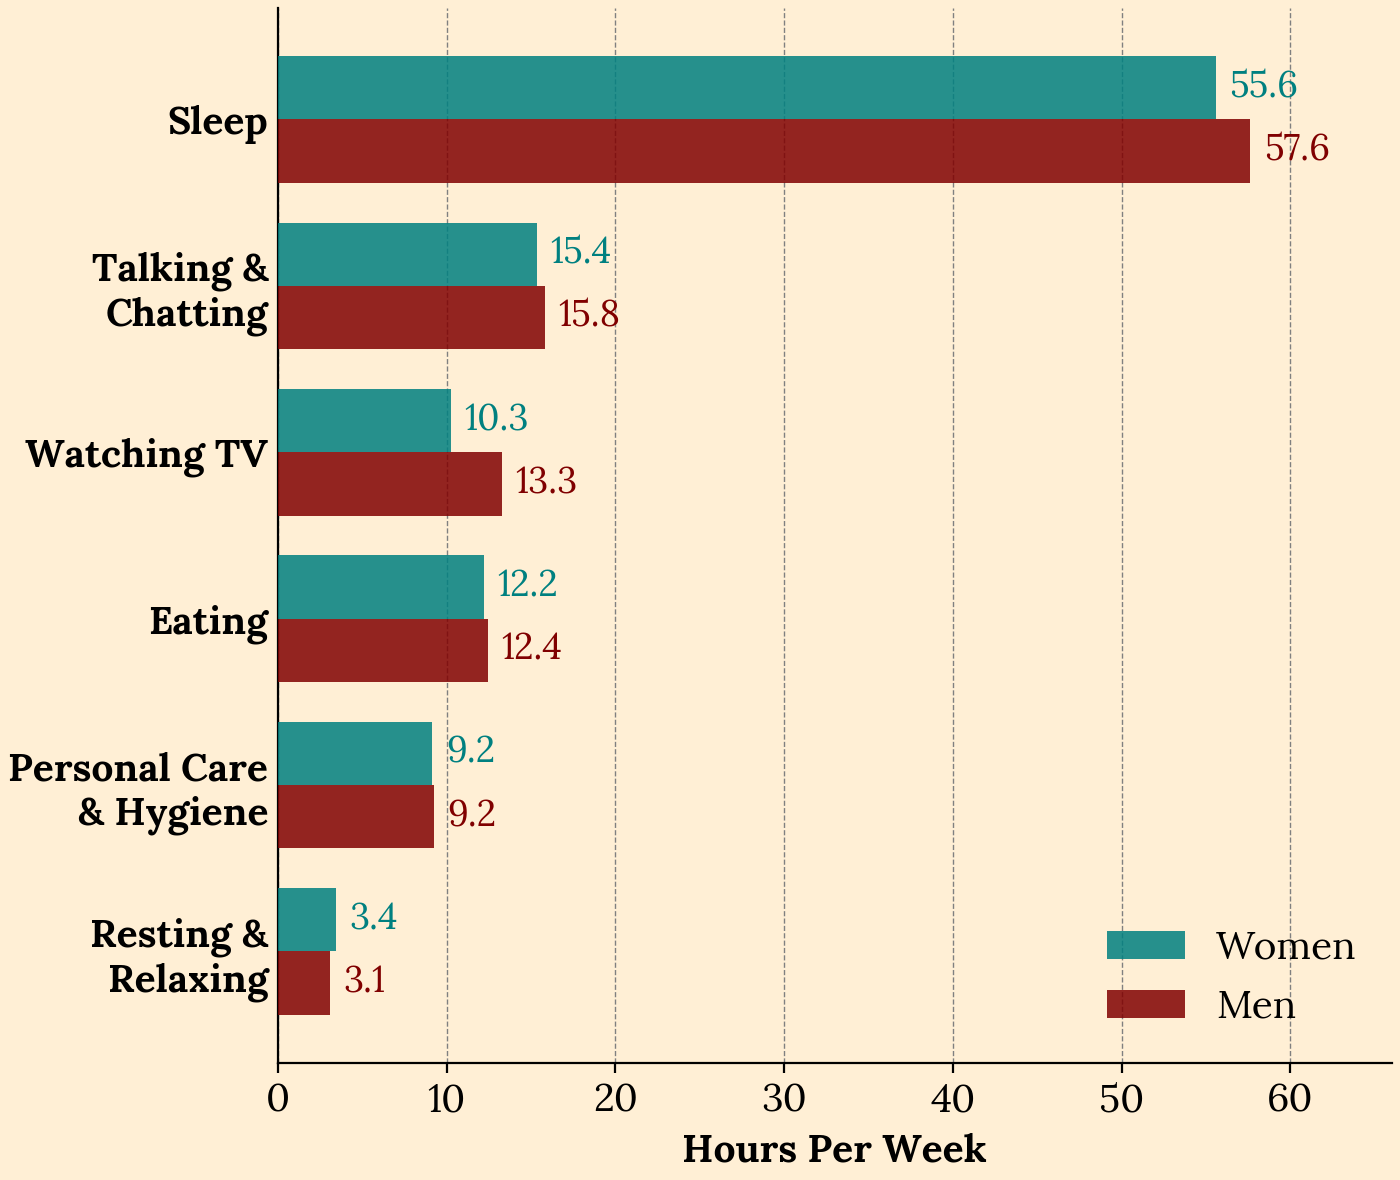 Sleep
55.6
57.6
Talking &
Chatting
15.4
15.8
Watching TV
10.3
13.3
Eating
12.2
12.4
Personal Care
& Hygiene
9.2
9.2
Resting &
Relaxing
3.4
3.1
Women
Men
0 10 20 30 40 50 60
Hours Per Week